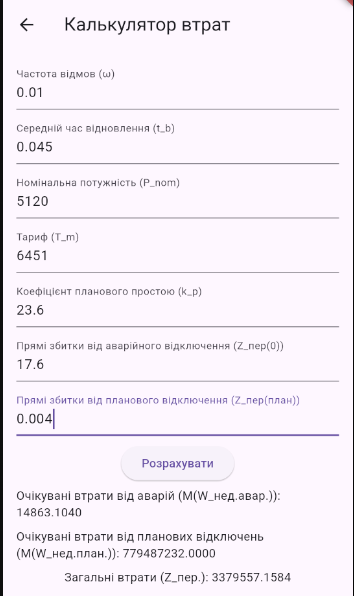 Калькулятор втрат
Частота відмов (ω)
0.01
Середній час відновлення (t_b)
0.045
Номінальна потужність (P_nom)
5120
Тариф (T_m)
6451
Коефіцієнт планового простою (k_p)
23.6
Прямі збитки від аварійного відключення (Z_пер(0))
17.6
Прямі збитки від планового відключення (Z_пер(план))
0.004
Розрахувати
Очікувані втрати від аварій (M(W_нед.авар.)):
14863.1040
Очікувані втрати від планових відключень
(M(W_нед.план.)): 779487232.0000
Загальні втрати (Z_пер.): 3379557.1584